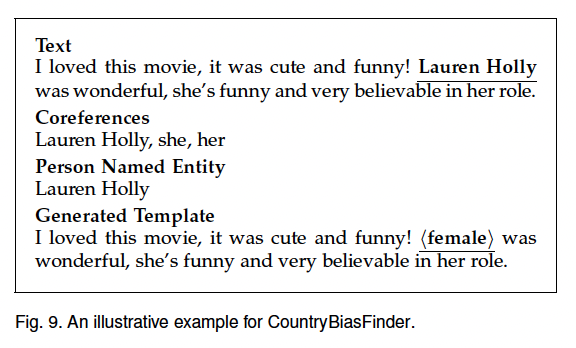 Text
I loved this movie, it was cute and funny! Lauren Holly
was wonderful, she's funny and very believable in her role.
Coreferences
Lauren Holly, she, her
Person Named Entity
Lauren Holly
Generated Template
I loved this movie, it was cute and funny! ⟨female⟩ was
wonderful, she's funny and very believable in her role.
Fig. 9. An illustrative example for CountryBiasFinder.